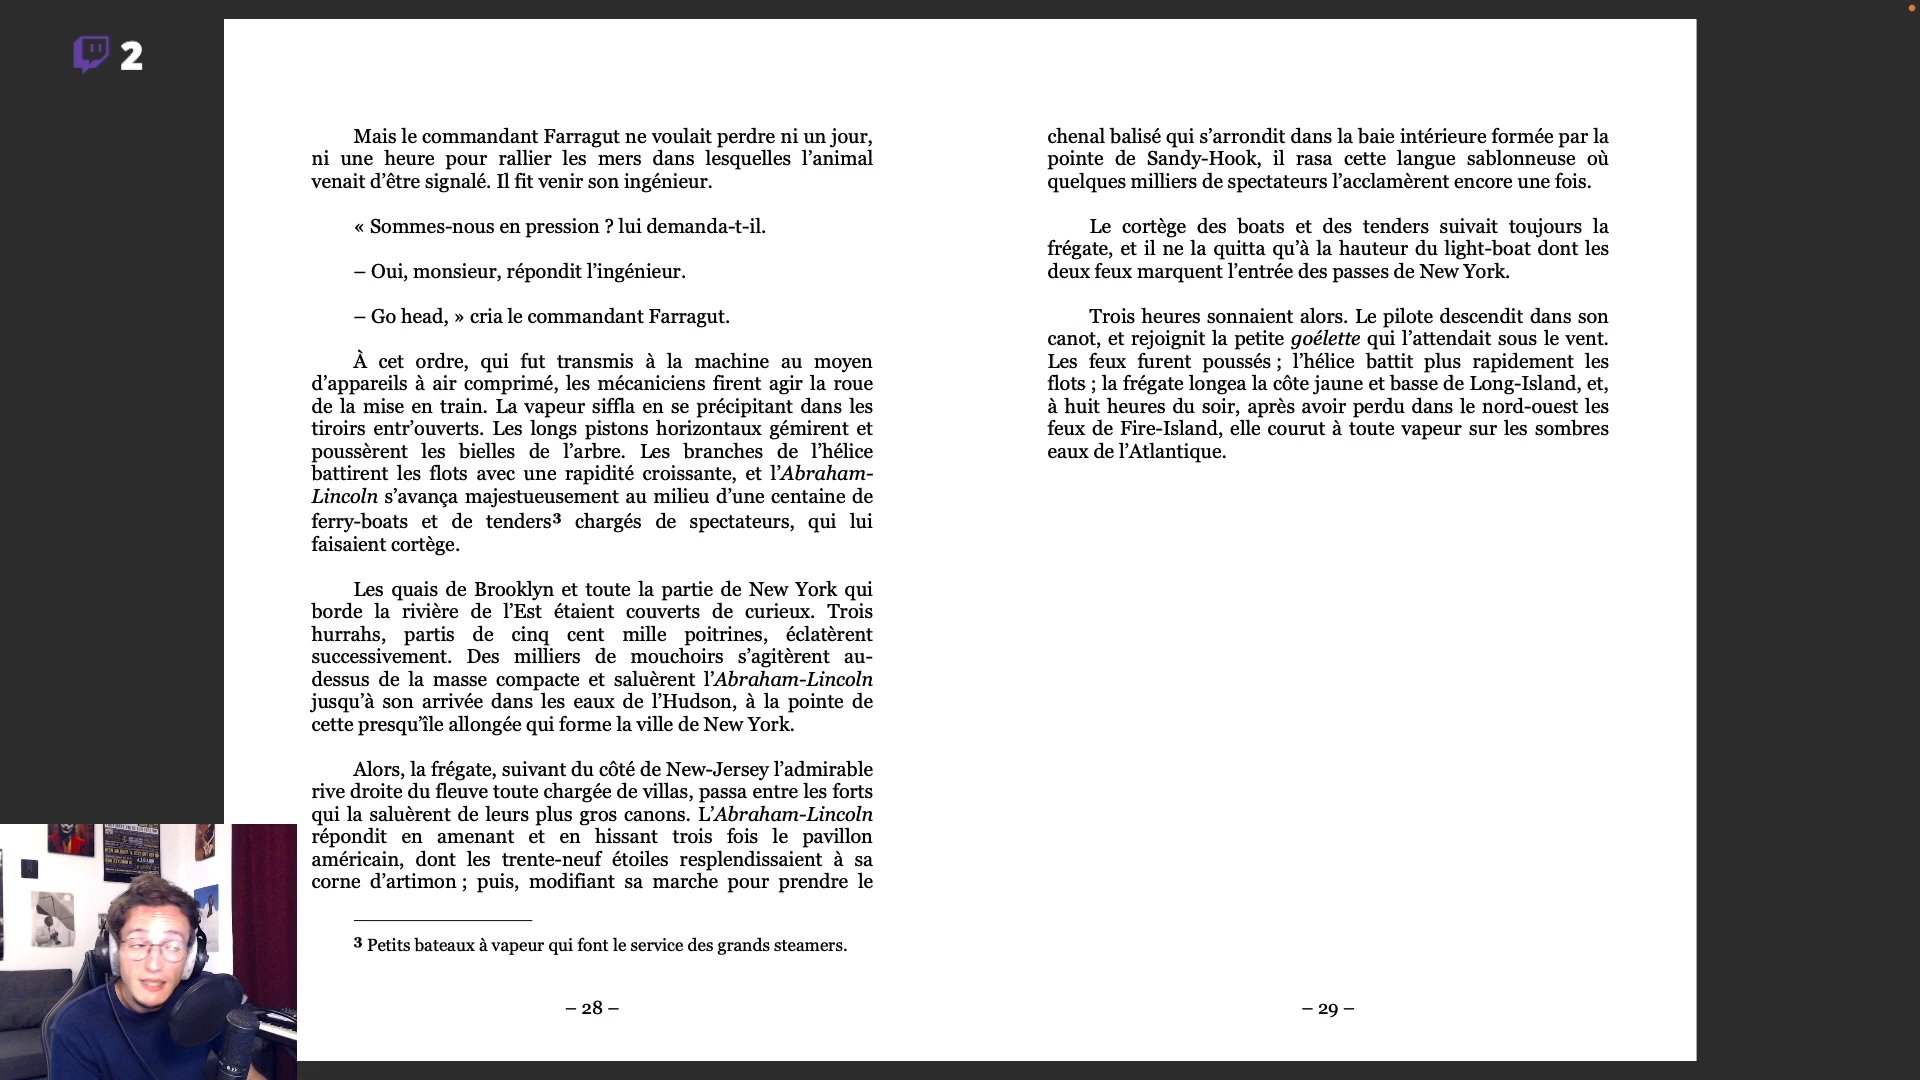 2
Mais le commandant Farragut ne voulait perdre ni un jour,
ni une heure pour rallier les mers dans lesquelles l’animal
venait d’être signalé. Il fit venir son ingénieur.
« Sommes-nous en pression ? lui demanda-t-il.
– Oui, monsieur, répondit l’ingénieur.
– Go head, » cria le commandant Farragut.
À cet ordre, qui fut transmis à la machine au moyen
d’appareils à air comprimé, les mécaniciens firent agir la roue
de la mise en train. La vapeur siffla en se précipitant dans les
tiroirs entr’ouverts. Les longs pistons horizontaux gémirent et
poussèrent les bielles de l’arbre. Les branches de l’hélice
battirent les flots avec une rapidité croissante, et l’Abraham-
Lincoln s’avança majestueusement au milieu d’une centaine de
ferry-boats et de tenders3 chargés de spectateurs, qui lui
faisaient cortège.
Les quais de Brooklyn et toute la partie de New York qui
borde la rivière de l’Est étaient couverts de curieux. Trois
hurrahs, partis de cinq cent mille poitrines, éclatèrent
successivement. Des milliers de mouchoirs s’agitèrent au-
dessus de la masse compacte et saluèrent l’Abraham-Lincoln
jusqu’à son arrivée dans les eaux de l’Hudson, à la pointe de
cette presqu’île allongée qui forme la ville de New York.
Alors, la frégate, suivant du côté de New-Jersey l’admirable
rive droite du fleuve toute chargée de villas, passa entre les forts
qui la saluèrent de leurs plus gros canons. L’Abraham-Lincoln
répondit en amenant et en hissant trois fois le pavillon
américain, dont les trente-neuf étoiles resplendissaient à sa
corne d’artimon ; puis, modifiant sa marche pour prendre le
3 Petits bateaux à vapeur qui font le service des grands steamers.
– 28 –
chenal balisé qui s’arrondit dans la baie intérieure formée par la
pointe de Sandy-Hook, il rasa cette langue sablonneuse où
quelques milliers de spectateurs l’acclamèrent encore une fois.
Le cortège des boats et des tenders suivait toujours la
frégate, et il ne la quitta qu’à la hauteur du light-boat dont les
deux feux marquent l’entrée des passes de New York.
Trois heures sonnaient alors. Le pilote descendit dans son
canot, et rejoignit la petite goélette qui l’attendait sous le vent.
Les feux furent poussés ; l’hélice battit plus rapidement les
flots ; la frégate longea la côte jaune et basse de Long-Island, et,
à huit heures du soir, après avoir perdu dans le nord-ouest les
feux de Fire-Island, elle courut à toute vapeur sur les sombres
eaux de l’Atlantique.
– 29 –